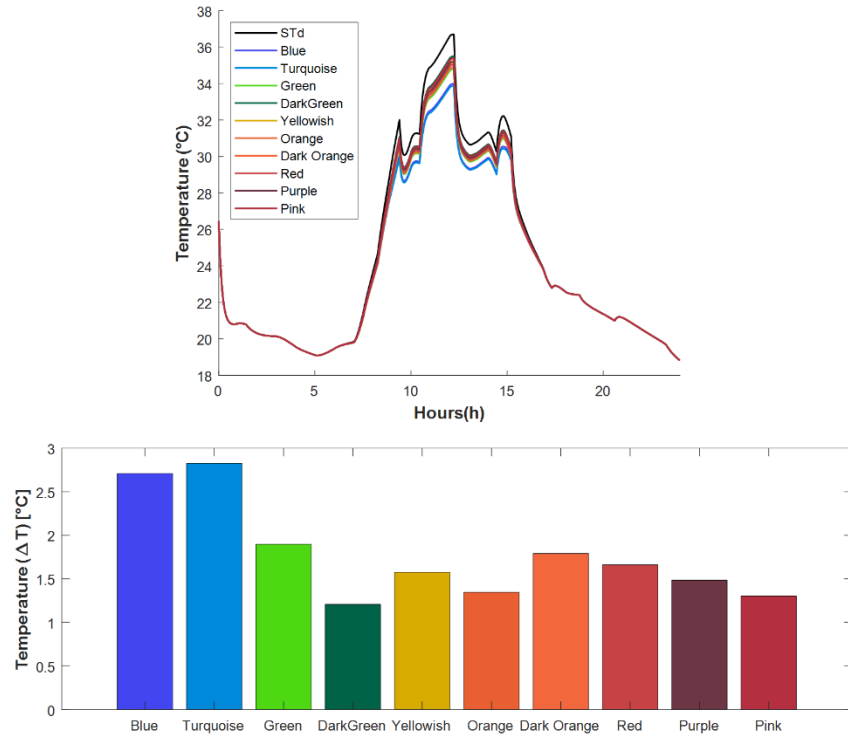 38
36
34
32
30
28
26
24
22
20
18
Temperature (°C)
STd
Blue
Turquoise
Green
DarkGreen
Yellowish
Orange
Dark Orange
Red
Purple
Pink
0
5
10
15
20
Hours(h)
3
2.5
2
1.5
1
0.5
0
Temperature (Δ T) [°C]
Blue
Turquoise
Green
DarkGreen
Yellowish
Orange
Dark Orange
Red
Purple
Pink